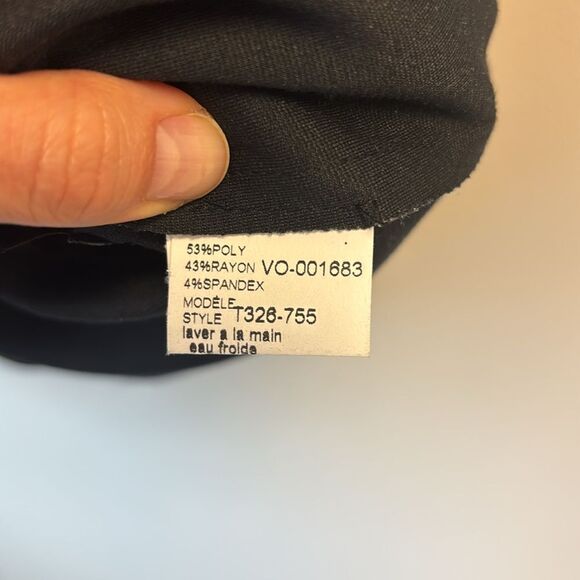 53%POLY
43%RAYON VO-001683
4%SPANDEX
MODÈLE
STYLE T326-755
laver a la main
eau froide